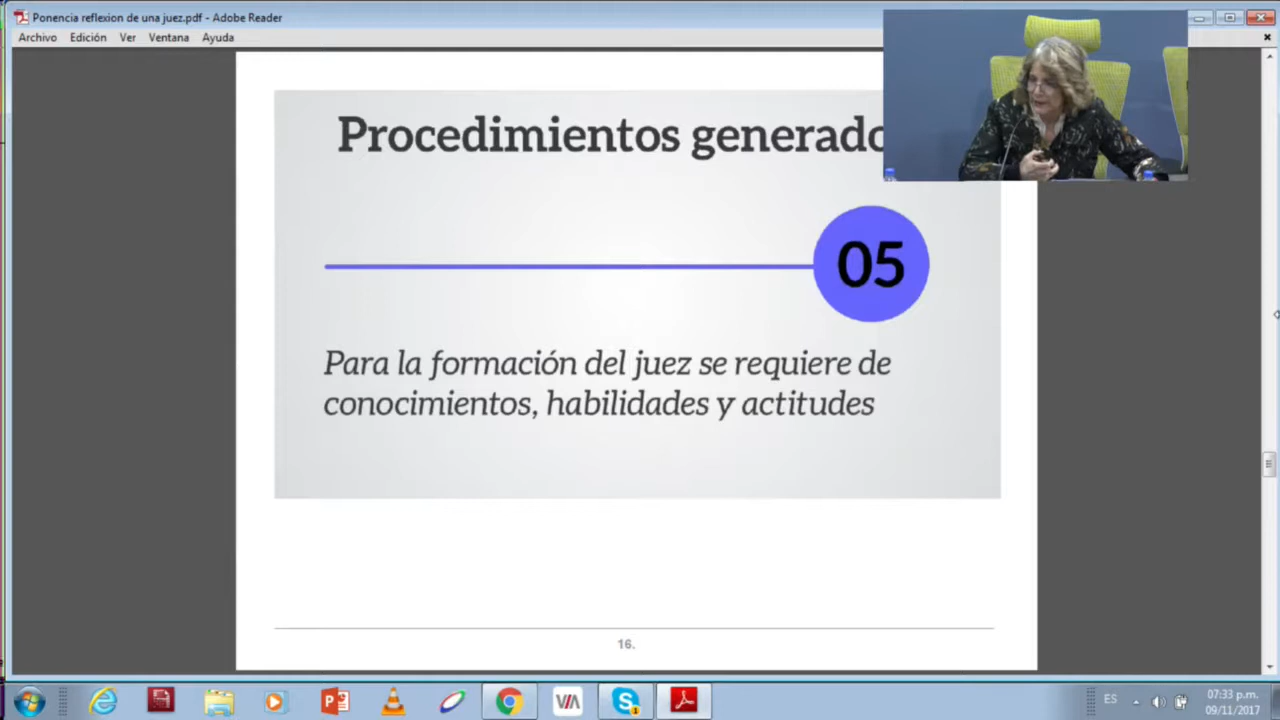 Ponencia reflexion de una juez.pdf - Adobe Reader
Archivo Edición Ver Ventana Ayuda
Procedimientos generado
05
Para la formación del juez se requiere de
conocimientos, habilidades y actitudes
16.
VIA
ES
07:33 p.m.
09/11/2017